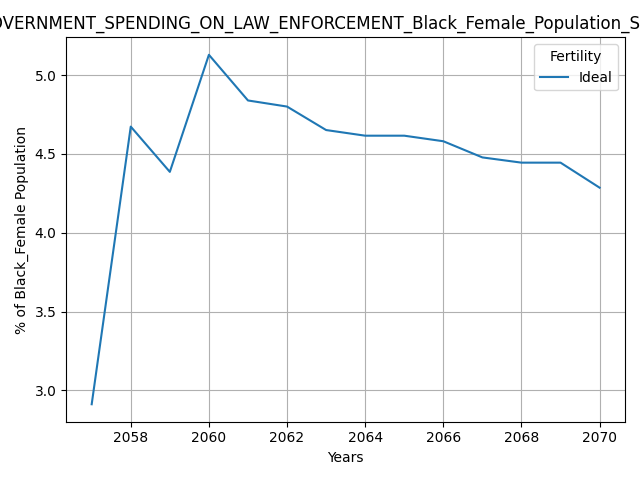 OVERNMENT_SPENDING_ON_LAW_ENFORCEMENT_Black_Female_Population_S
Fertility
Ideal
% of Black_Female Population
5.0
4.5
4.0
3.5
3.0
2058 2060 2062 2064 2066 2068 2070
Years